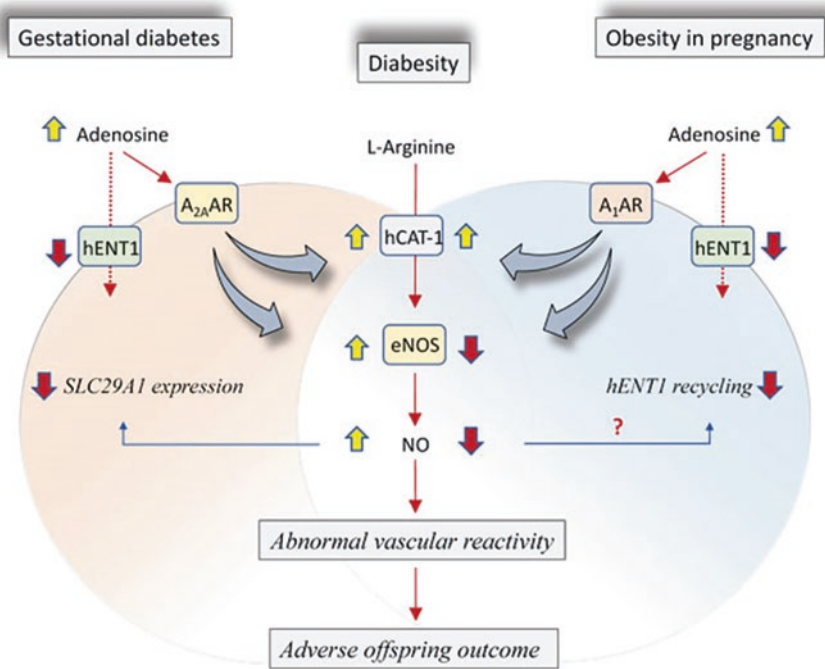 Gestational diabetes
Diabesity
Obesity in pregnancy
Adenosine
L-Arginine
Adenosine
A2AAR
A1AR
hENT1
hCAT-1
hENT1
eNOS
SLC29A1 expression
hENT1 recycling
NO
?
Abnormal vascular reactivity
Adverse offspring outcome